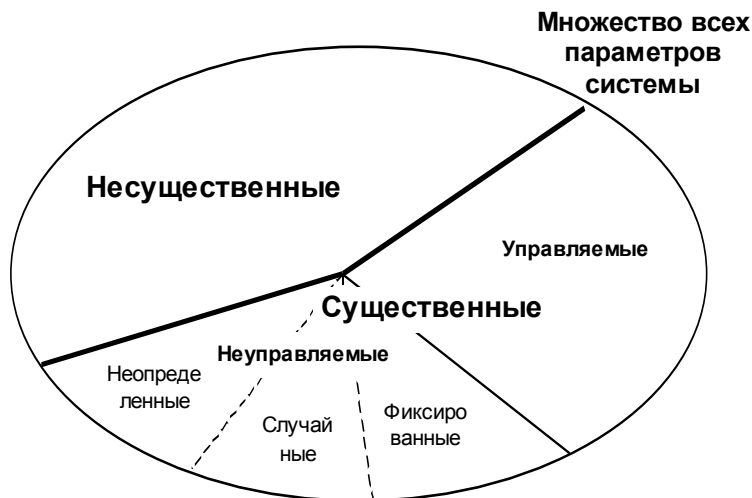 Множество всех
параметров
системы
Несущественные
Управляемые
Существенные
Неуправляемые
Неопреде
ленные
Случай
ные
Фиксиро
ванные